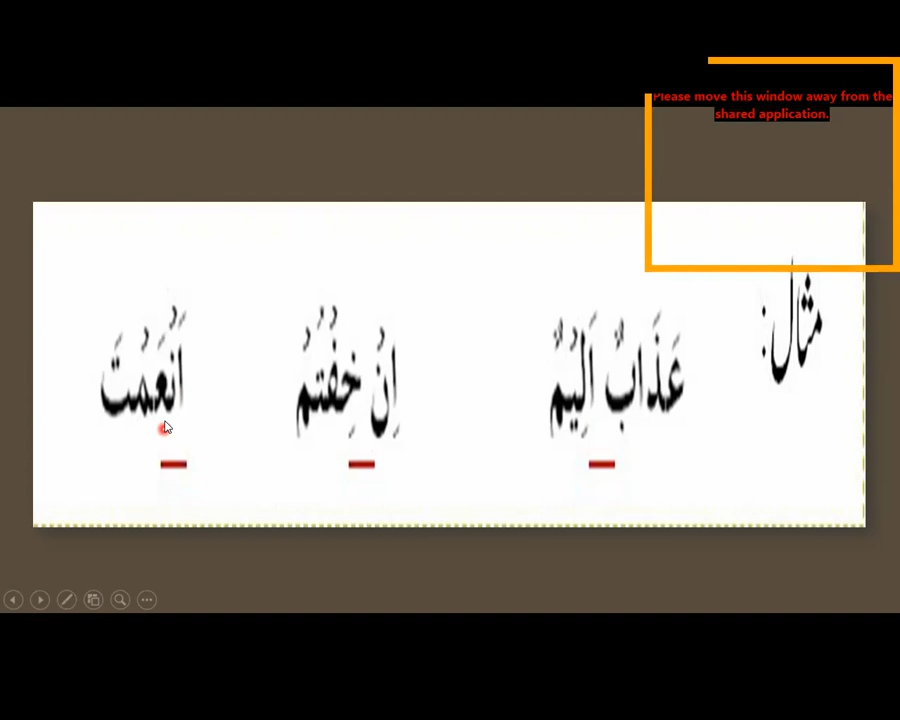 Please move this window away from the
shared application.
مثال:
عَذَابٌ اَلِيْمٌ اِنْ خِفْتُمْ اَنْعَمْتَ